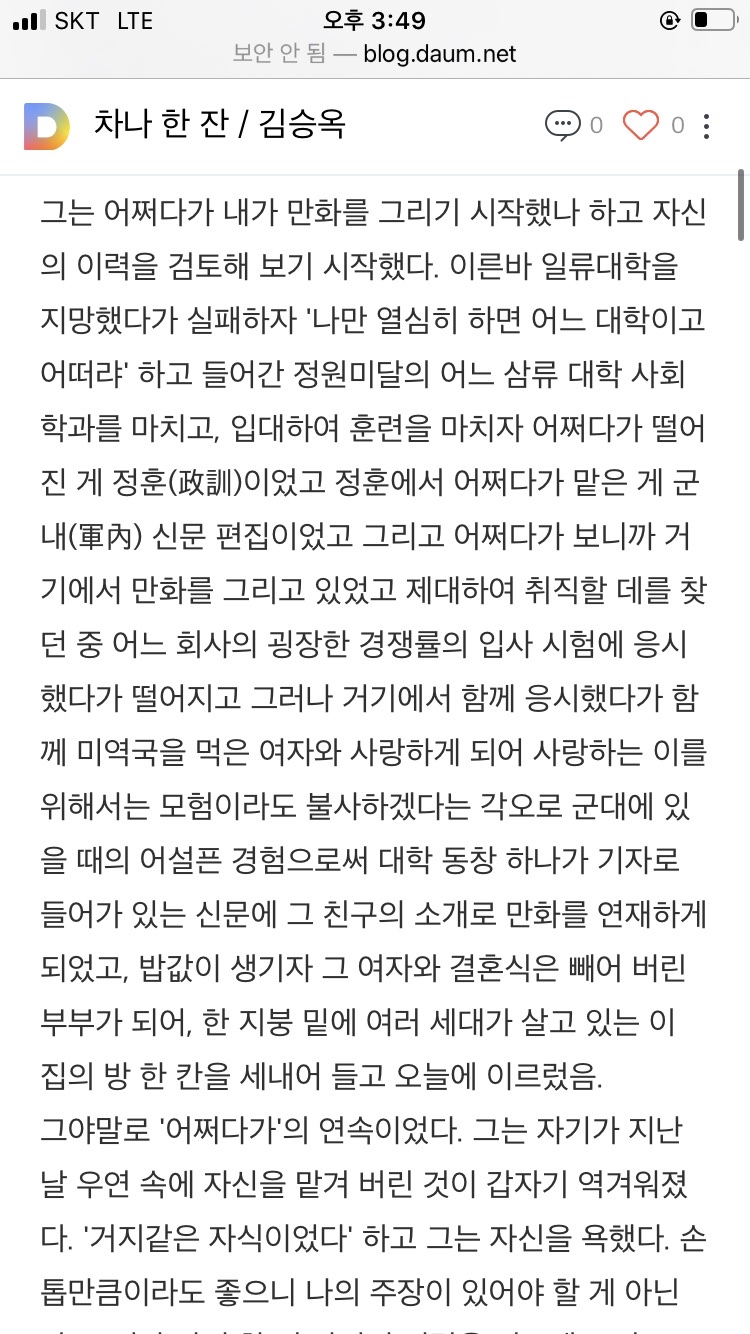 SKT LTE 오후 3:49
보안 안 됨 — blog.daum.net
차나 한 잔 / 김승옥 0 0
그는 어쩌다가 내가 만화를 그리기 시작했나 하고 자신
의 이력을 검토해 보기 시작했다. 이른바 일류대학을
지망했다가 실패하자 '나만 열심히 하면 어느 대학이고
어떠랴' 하고 들어간 정원미달의 어느 삼류 대학 사회
학과를 마치고, 입대하여 훈련을 마치자 어쩌다가 떨어
진 게 정훈(政訓)이었고 정훈에서 어쩌다가 맡은 게 군
내(軍內) 신문 편집이었고 그리고 어쩌다가 보니까 거
기에서 만화를 그리고 있었고 제대하여 취직할 데를 찾
던 중 어느 회사의 굉장한 경쟁률의 입사 시험에 응시
했다가 떨어지고 그러나 거기에서 함께 응시했다가 함
께 미역국을 먹은 여자와 사랑하게 되어 사랑하는 이를
위해서는 모험이라도 불사하겠다는 각오로 군대에 있
을 때의 어설픈 경험으로써 대학 동창 하나가 기자로
들어가 있는 신문에 그 친구의 소개로 만화를 연재하게
되었고, 밥값이 생기자 그 여자와 결혼식은 빼어 버린
부부가 되어, 한 지붕 밑에 여러 세대가 살고 있는 이
집의 방 한 칸을 세내어 들고 오늘에 이르렀음.
그야말로 '어쩌다가'의 연속이었다. 그는 자기가 지난
날 우연 속에 자신을 맡겨 버린 것이 갑자기 역겨워졌
다. '거지같은 자식이었다' 하고 그는 자신을 욕했다. 손
톱만큼이라도 좋으니 나의 주장이 있어야 할 게 아닌